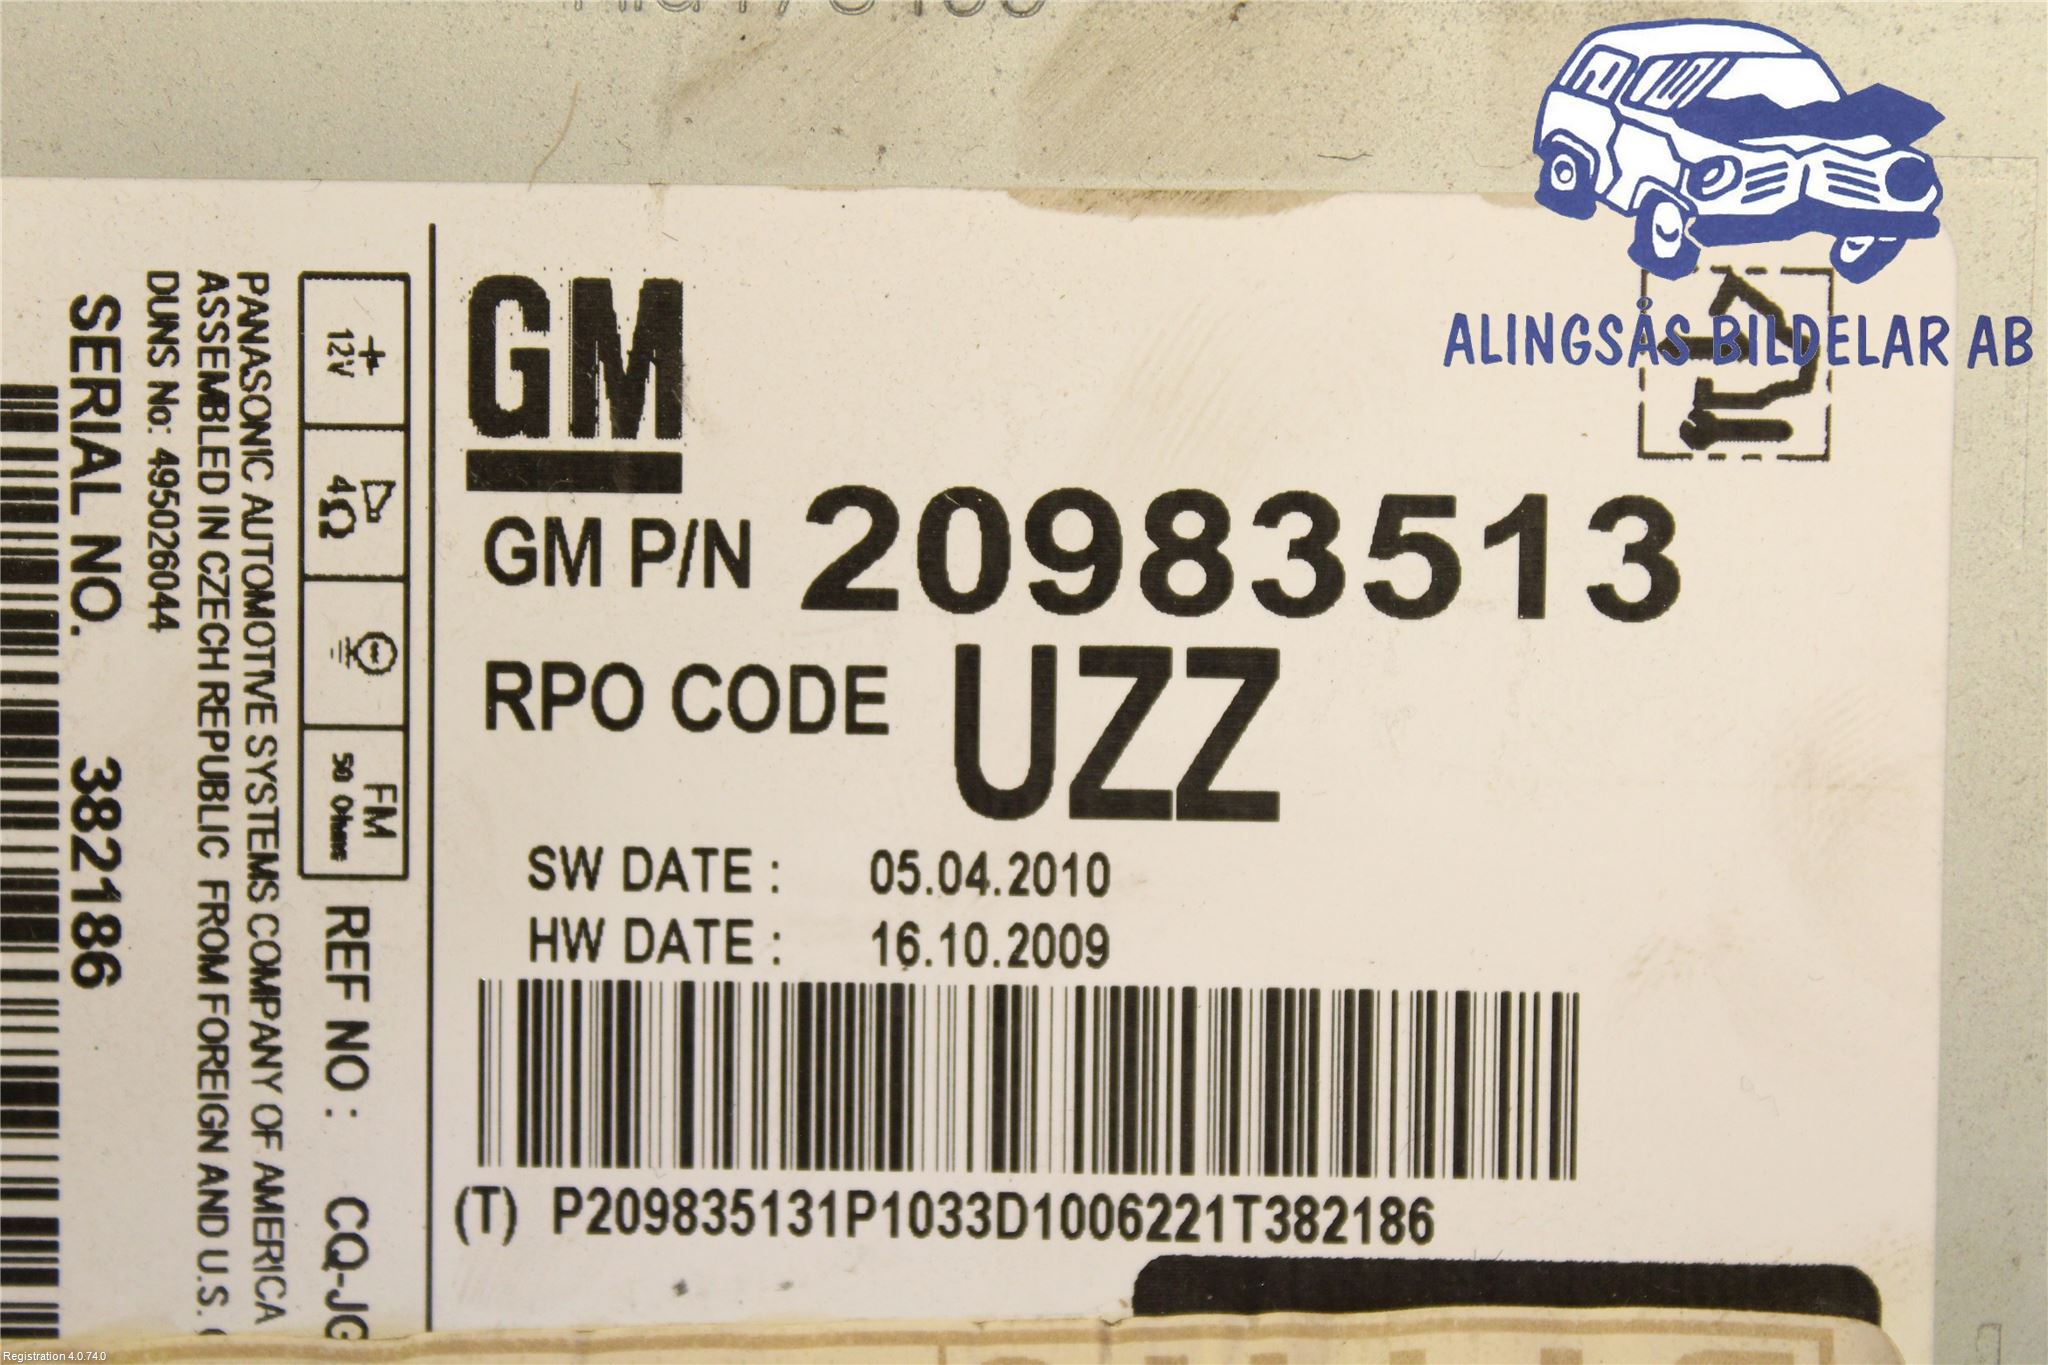 ALINGSÅS BILDELAR AB
GM
GM P/N 20983513
RPO CODE UZZ
SW DATE : 05.04.2010
HW DATE : 16.10.2009
(T) P209835131P1033D1006221T382186
+
12V
4Ω
FM
50 Ohms
REF NO : CQ-JG
PANASONIC AUTOMOTIVE SYSTEMS COMPANY OF AMERICA
ASSEMBLED IN CZECH REPUBLIC FROM FOREIGN AND U.S.
DUNS No: 495026044
SERIAL NO. 382186
Registration 4.0.74.0